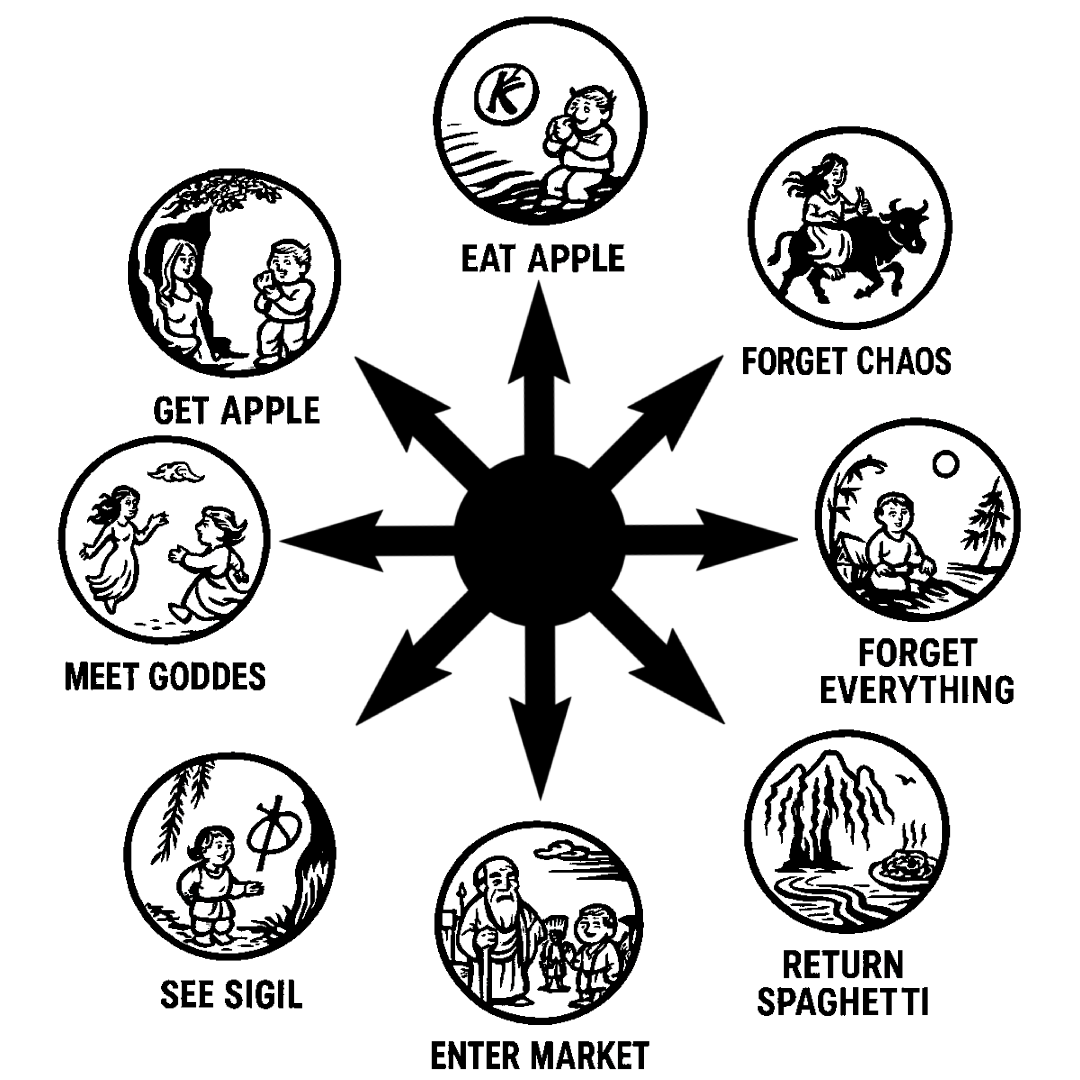 EAT APPLE
FORGET CHAOS
GET APPLE
MEET GODDES
FORGET
EVERYTHING
SEE SIGIL
RETURN
SPAGHETTI
ENTER MARKET